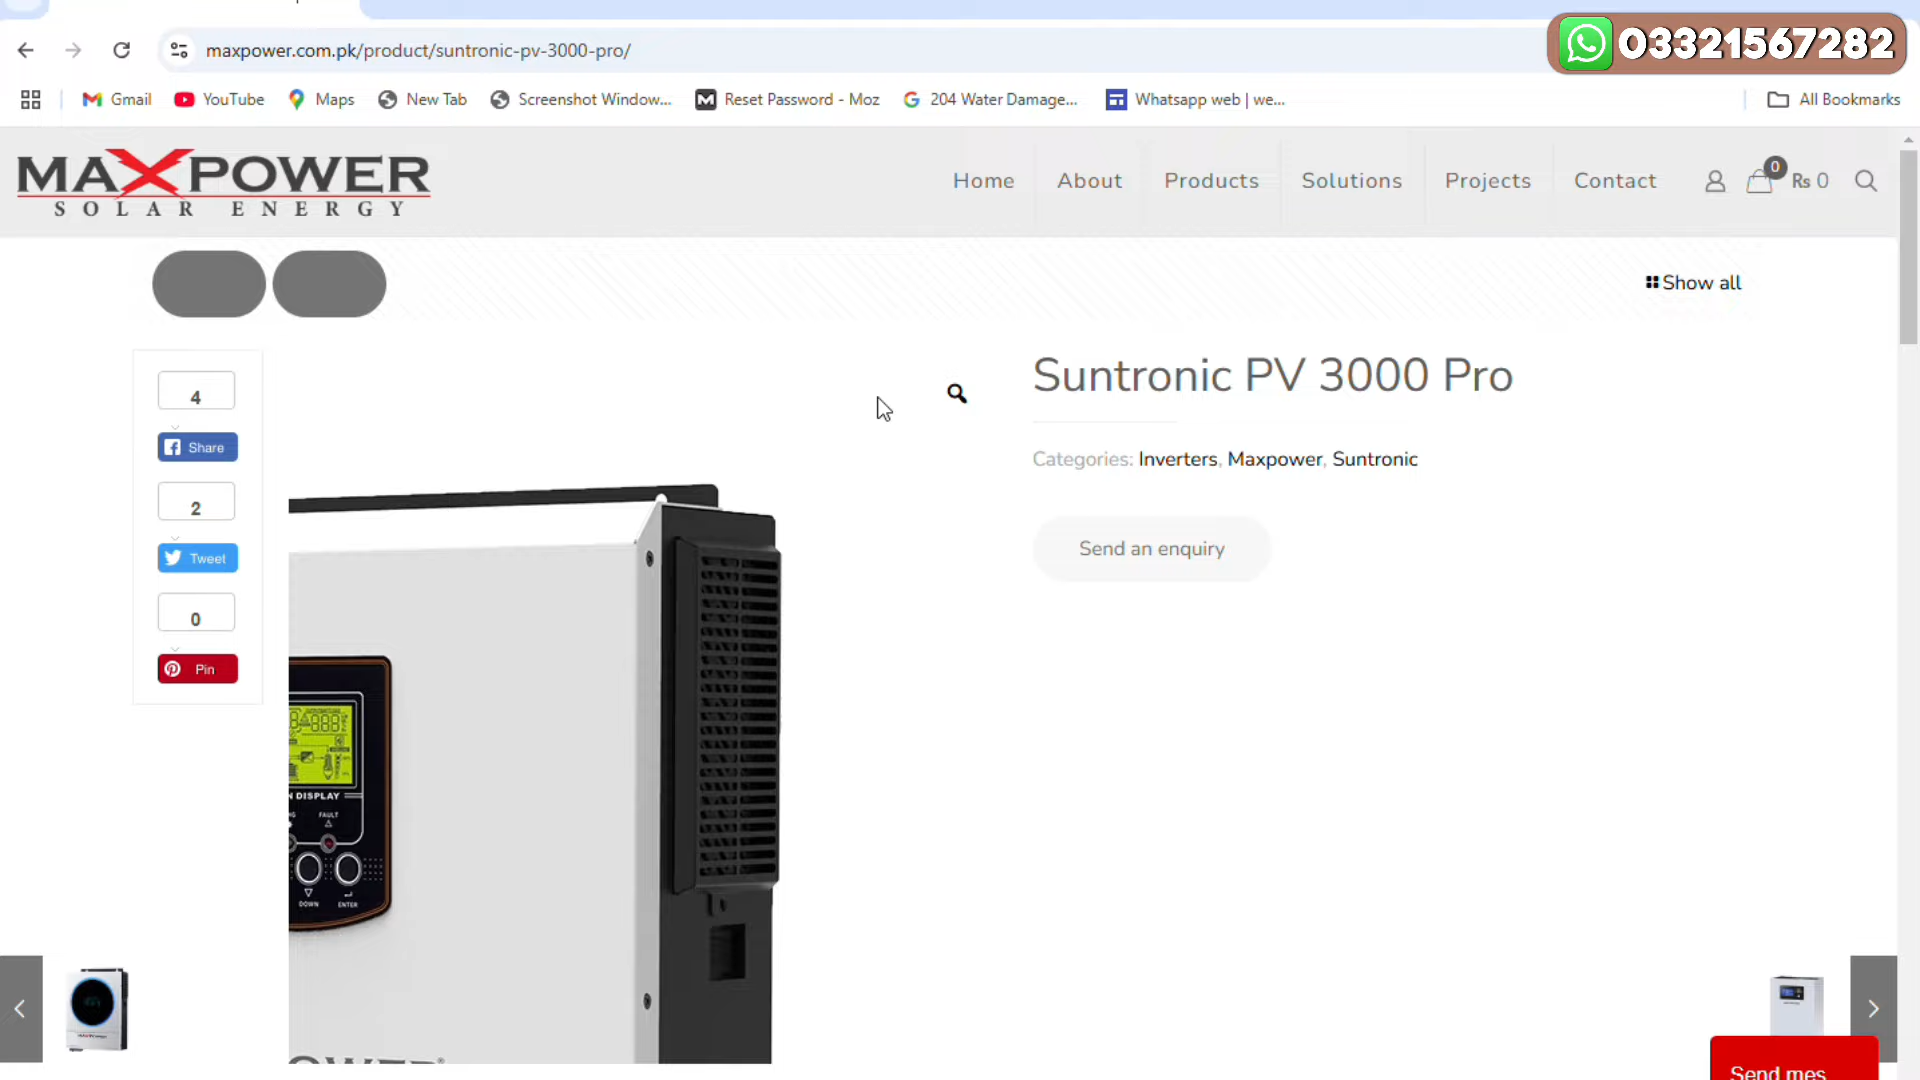 maxpower.com.pk/product/suntronic-pv-3000-pro/
03321567282
Gmail
YouTube
Maps
New Tab
Screenshot Window...
Reset Password - Moz
204 Water Damage...
Whatsapp web | we...
All Bookmarks
MAXPOWER
SOLAR ENERGY
Home
About
Products
Solutions
Projects
Contact
0
Rs 0
Show all
4
Share
2
Tweet
0
Pin
Suntronic PV 3000 Pro
Categories: Inverters, Maxpower, Suntronic
Send an enquiry
DISPLAY
FAULT
DOWN
ENTER
Send mes